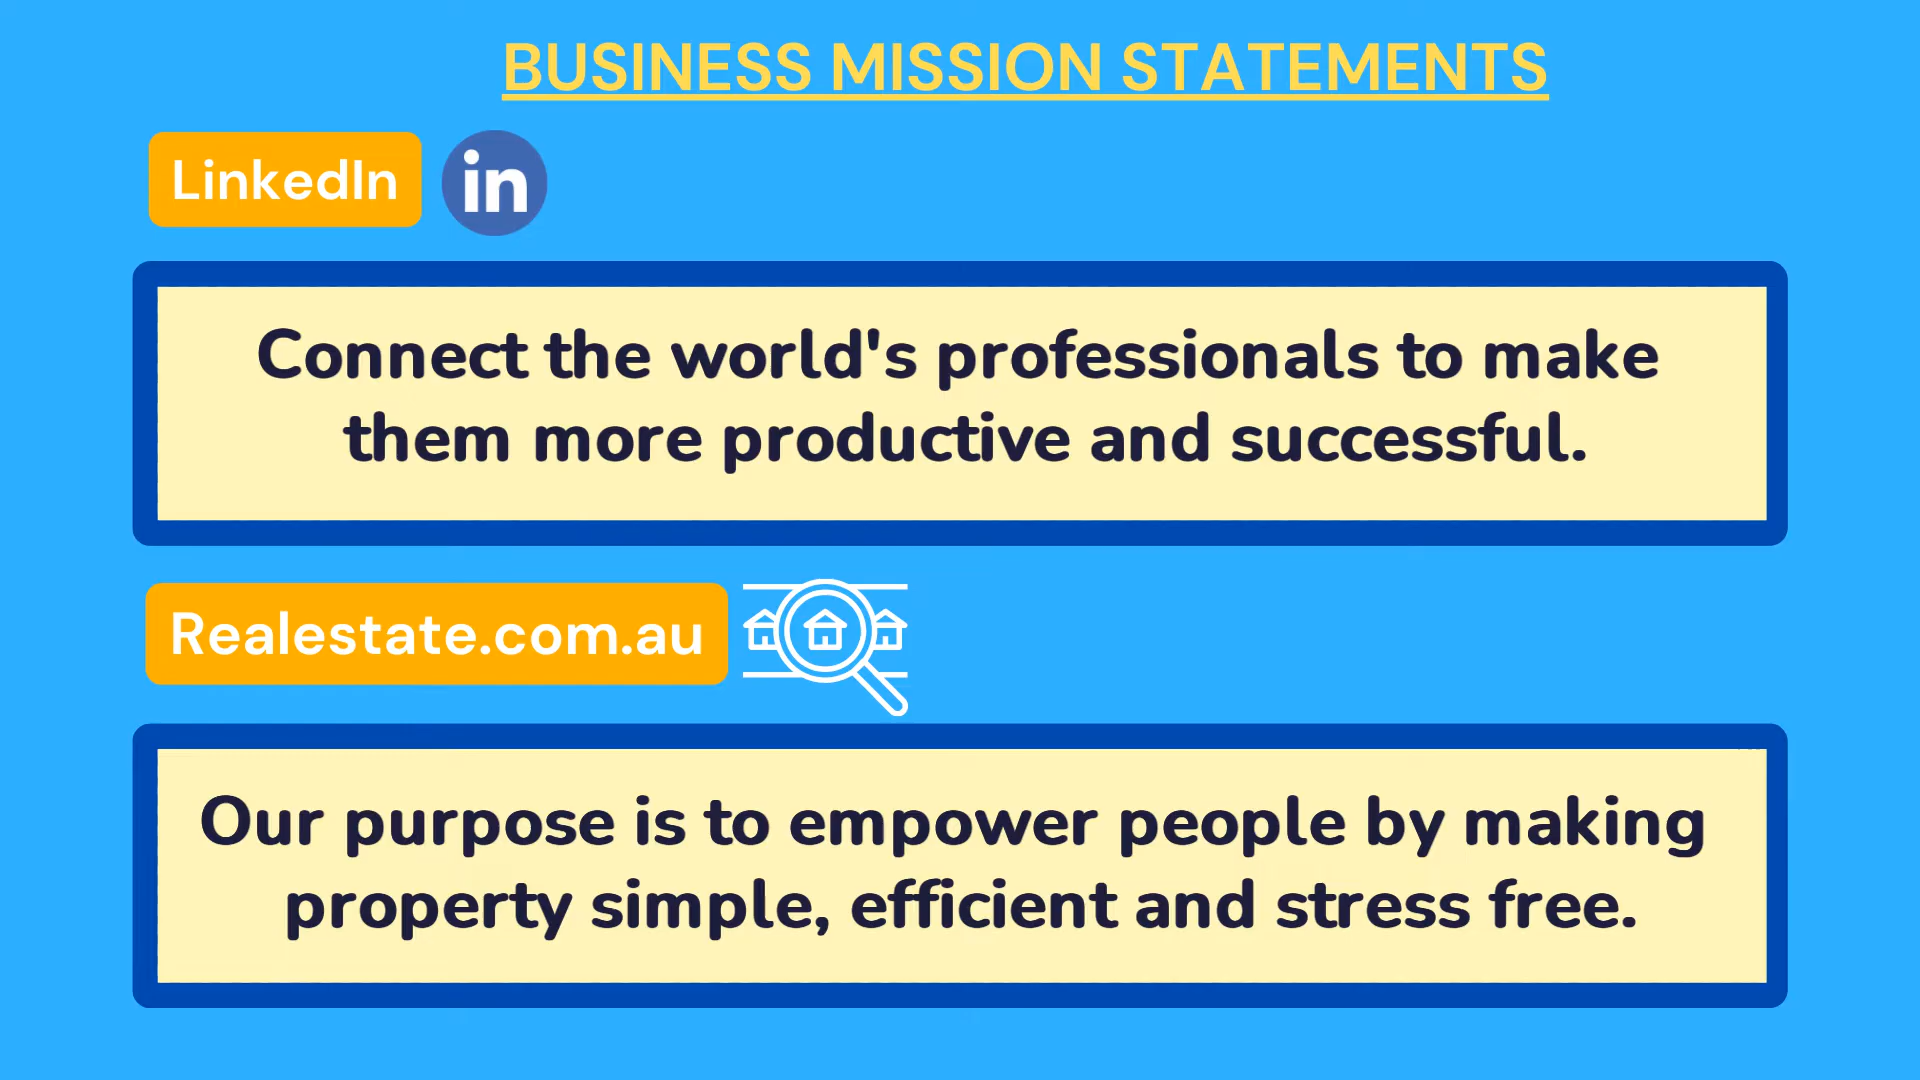 BUSINESS MISSION STATEMENTS
LinkedIn
in
Connect the world's professionals to make
them more productive and successful.
Realestate.com.au
Our purpose is to empower people by making
property simple, efficient and stress free.